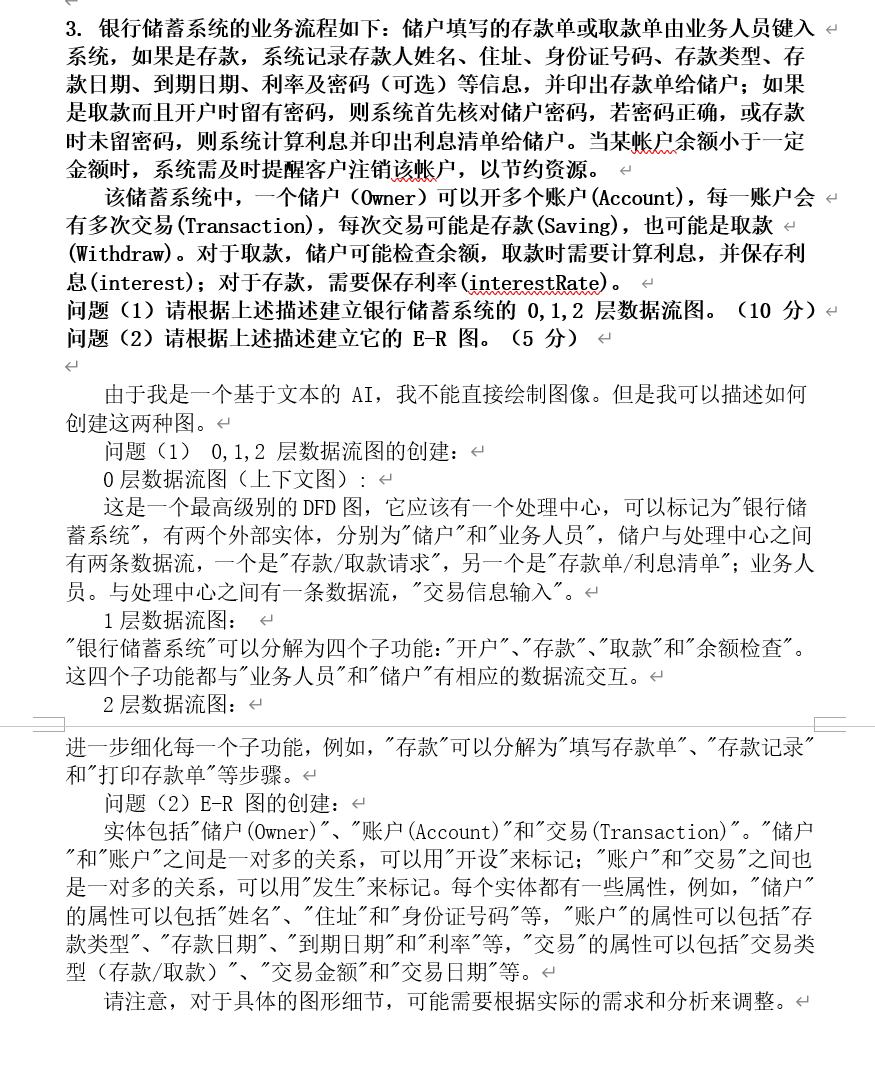 3. 银行储蓄系统的业务流程如下：储户填写的存款单或取款单由业务人员键入
系统，如果是存款，系统记录存款人姓名、住址、身份证号码、存款类型、存
款日期、到期日期、利率及密码（可选）等信息，并印出存款单给储户；如果
是取款而且开户时留有密码，则系统首先核对储户密码，若密码正确，或存款
时未留密码，则系统计算利息并印出利息清单给储户。当某帐户余额小于一定
金额时，系统需及时提醒客户注销该帐户，以节约资源。
该储蓄系统中，一个储户（Owner）可以开多个账户(Account)，每一账户会
有多次交易(Transaction)，每次交易可能是存款(Saving)，也可能是取款
(Withdraw)。对于取款，储户可能检查余额，取款时需要计算利息，并保存利
息(interest)；对于存款，需要保存利率(interestRate)。
问题（1）请根据上述描述建立银行储蓄系统的 0,1,2 层数据流图。（10 分）
问题（2）请根据上述描述建立它的 E-R 图。（5 分）
由于我是一个基于文本的 AI，我不能直接绘制图像。但是我可以描述如何
创建这两种图。
问题（1） 0,1,2 层数据流图的创建：
0 层数据流图（上下文图）:
这是一个最高级别的 DFD 图，它应该有一个处理中心，可以标记为"银行储
蓄系统"，有两个外部实体，分别为"储户"和"业务人员"，储户与处理中心之间
有两条数据流，一个是"存款/取款请求"，另一个是"存款单/利息清单"；业务人
员。与处理中心之间有一条数据流，"交易信息输入"。
1 层数据流图：
"银行储蓄系统"可以分解为四个子功能："开户"、"存款"、"取款"和"余额检查"。
这四个子功能都与"业务人员"和"储户"有相应的数据流交互。
2 层数据流图：
进一步细化每一个子功能，例如，"存款"可以分解为"填写存款单"、"存款记录"
和"打印存款单"等步骤。
问题（2）E-R 图的创建：
实体包括"储户(Owner)"、"账户(Account)"和"交易(Transaction)"。"储户
"和"账户"之间是一对多的关系，可以用"开设"来标记；"账户"和"交易"之间也
是一对多的关系，可以用"发生"来标记。每个实体都有一些属性，例如，"储户"
的属性可以包括"姓名"、"住址"和"身份证号码"等，"账户"的属性可以包括"存
款类型"、"存款日期"、"到期日期"和"利率"等，"交易"的属性可以包括"交易类
型（存款/取款）"、"交易金额"和"交易日期"等。
请注意，对于具体的图形细节，可能需要根据实际的需求和分析来调整。